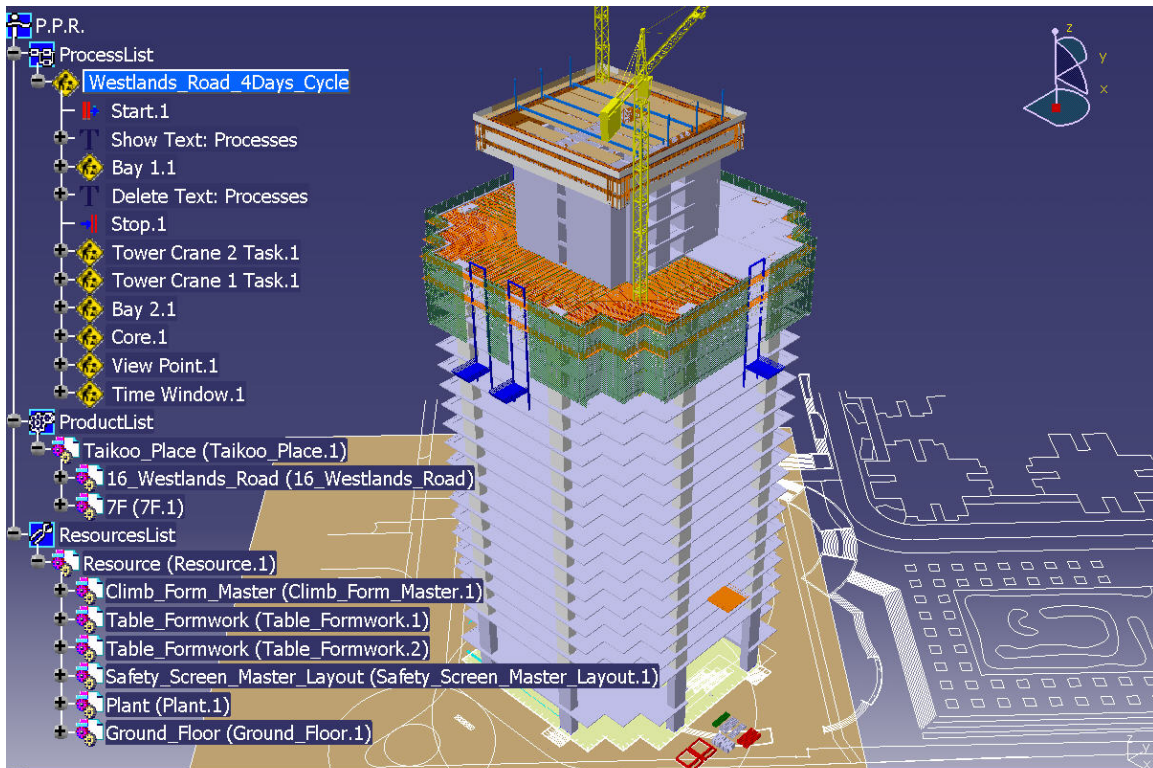 P.P.R.
ProcessList
Westlands_Road_4Days_Cycle
Start.1
T Show Text: Processes
Bay 1.1
T Delete Text: Processes
Stop.1
Tower Crane 2 Task.1
Tower Crane 1 Task.1
Bay 2.1
Core.1
View Point.1
Time Window.1
ProductList
Taikoo_Place (Taikoo_Place.1)
16_Westlands_Road (16_Westlands_Road)
7F (7F.1)
ResourcesList
Resource (Resource.1)
Climb_Form_Master (Climb_Form_Master.1)
Table_Formwork (Table_Formwork.1)
Table_Formwork (Table_Formwork.2)
Safety_Screen_Master_Layout (Safety_Screen_Master_Layout.1)
Plant (Plant.1)
Ground_Floor (Ground_Floor.1)
z
y
x
z
y
x